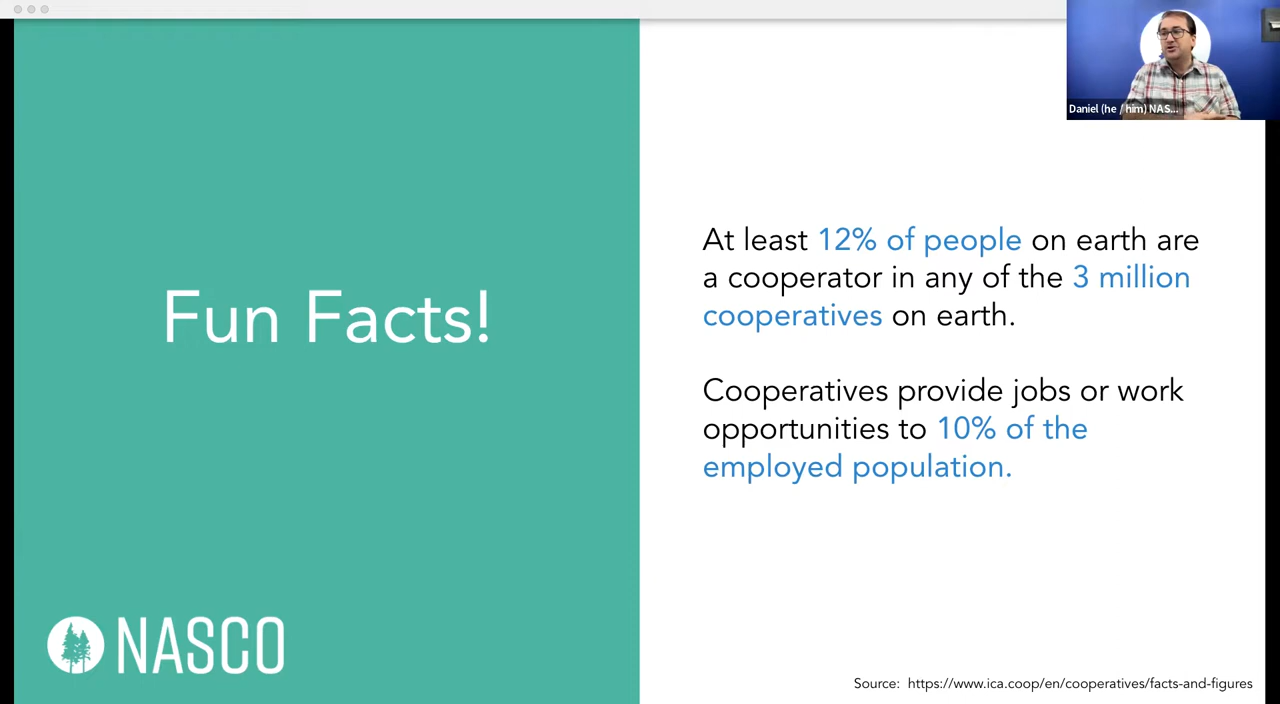 Daniel (he / him) NAS...
Fun Facts!
At least 12% of people on earth are
a cooperator in any of the 3 million
cooperatives on earth.
Cooperatives provide jobs or work
opportunities to 10% of the
employed population.
NASCO
Source: https://www.ica.coop/en/cooperatives/facts-and-figures